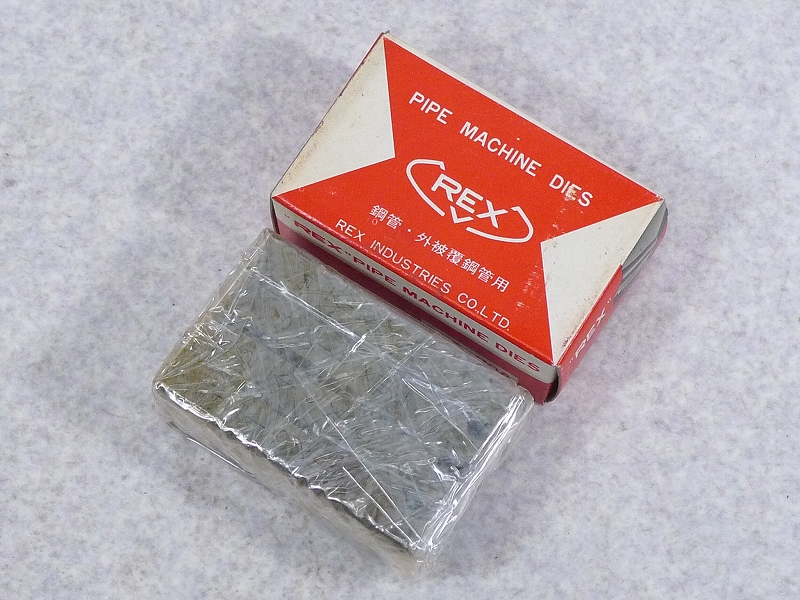 PIPE MACHINE DIES
REX
鋼管・外被覆鋼管用
REX INDUSTRIES CO.,LTD.
"REX" PIPE MACHINE DIES
"REX"